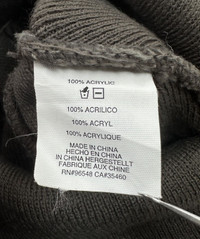 100% ACRYLIC
100% ACRILICO
100% ACRYL
100% ACRYLIQUE
MADE IN CHINA
HECHO EN CHINA
IN CHINA HERGESTELLT
FABRIQUE AUX CHINE
RN#96548 CA#35460